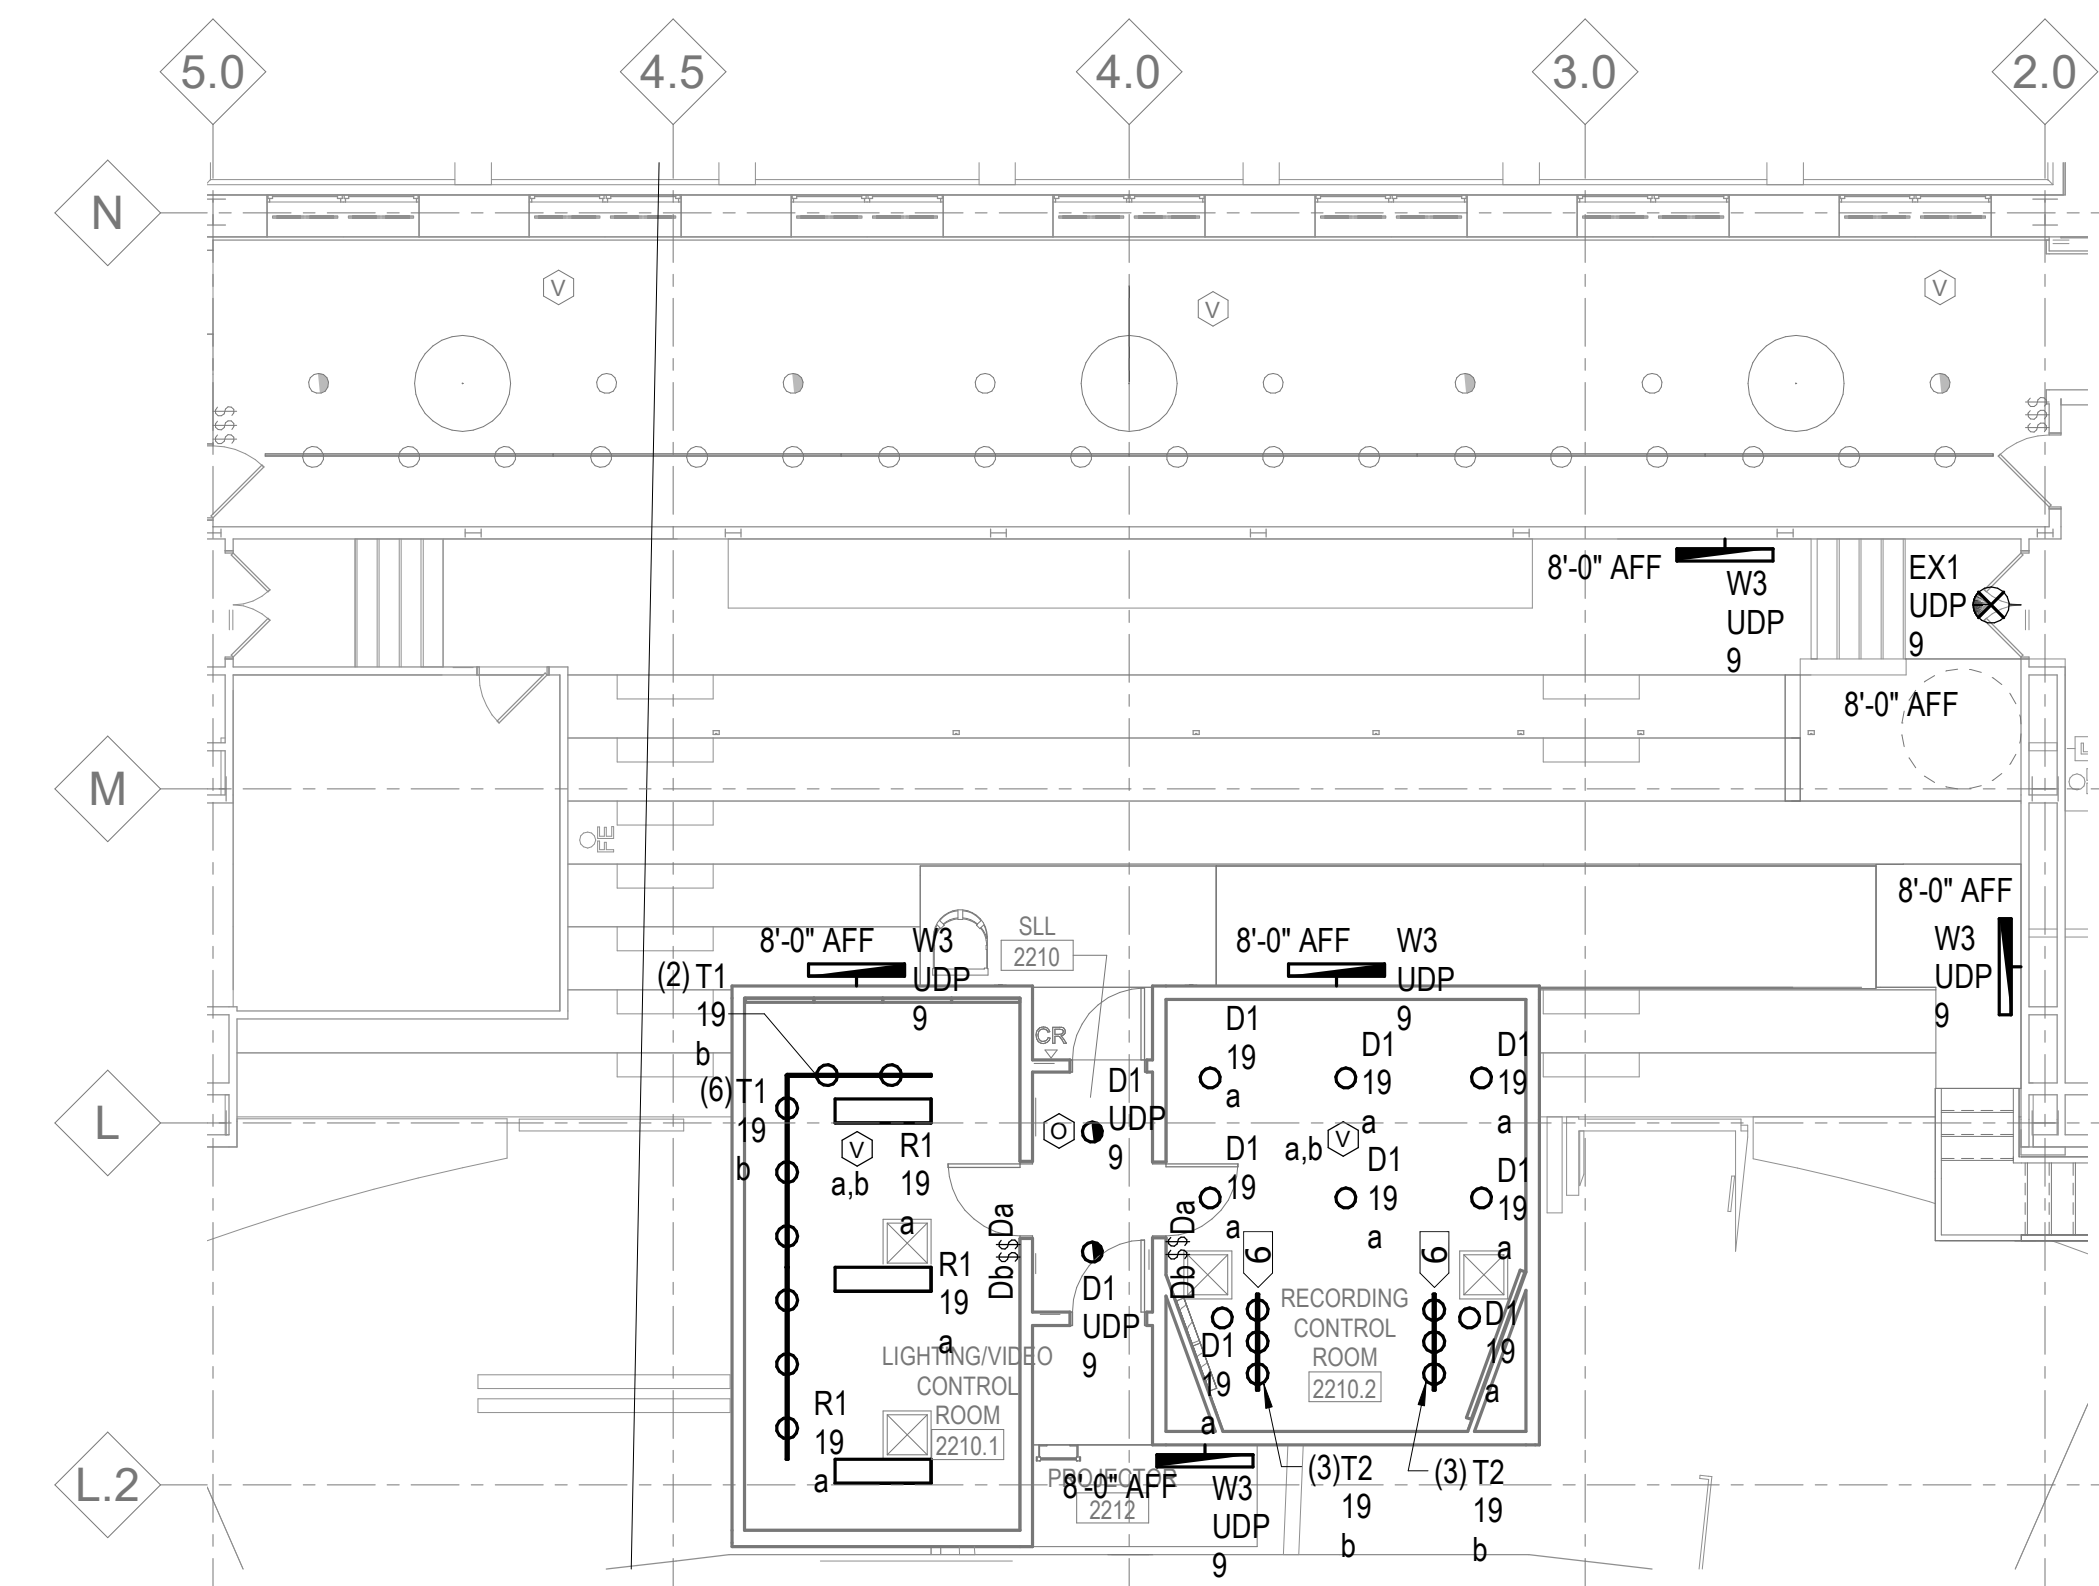 5.0
4.5
4.0
3.0
2.0
N
V
V
V
$$$
$$$
8'-0" AFF
W3
UDP
9
EX1
UDP
9
8'-0" AFF
M
FE
8'-0" AFF
W3
UDP
9
8'-0" AFF
W3
UDP
9
SLL
2210
8'-0" AFF
W3
UDP
9
(2) T1
19
b
(6) T1
19
b
CR
D1
UDP
9
D1
19
a
D1
19
a
D1
19
a
L
V
a,b
R1
19
a
O
a,b
V
D1
19
a
D1
19
a
D1
19
a
Db$$Da
Db$$Da
6
6
R1
19
a
D1
UDP
9
RECORDING
CONTROL
ROOM
2210.2
D1
19
a
D1
19
a
LIGHTING/VIDEO
CONTROL
ROOM
2210.1
R1
19
a
L.2
PROJECTOR
2212
8'-0" AFF
W3
UDP
9
(3) T2
19
b
(3) T2
19
b